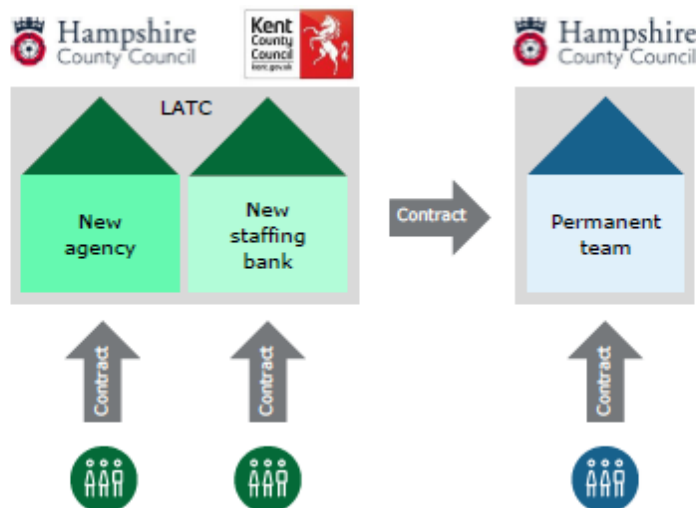 Hampshire
County Council
Kent
County
Council
kent.gov.uk
Hampshire
County Council
LATC
New
agency
New
staffing
bank
Contract
Permanent
team
Contract
Contract
Contract